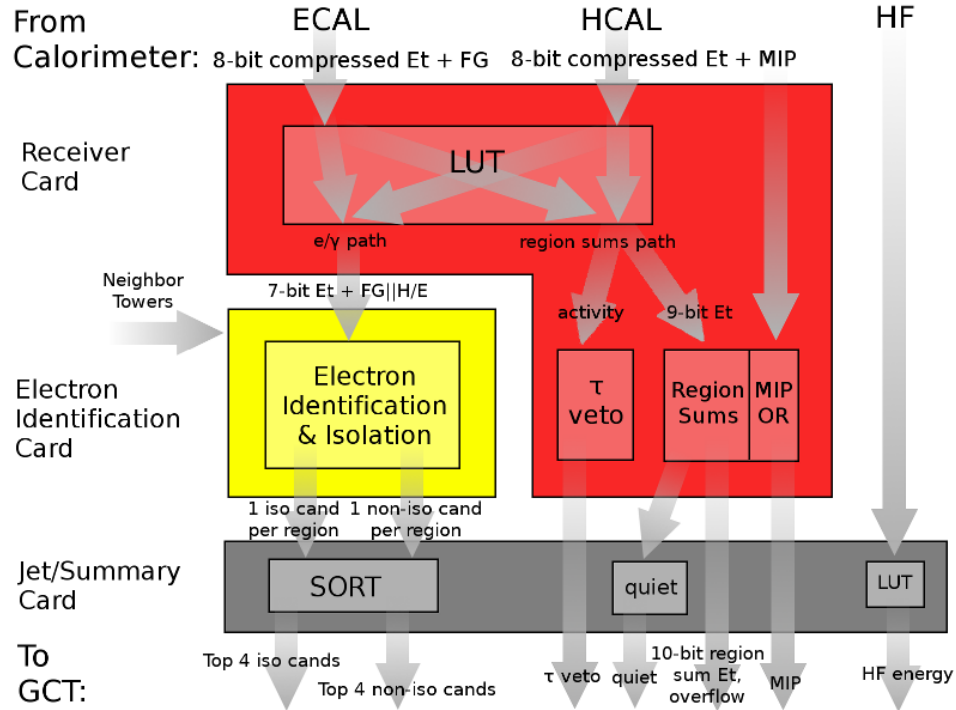 From
Calorimeter:
ECAL
HCAL
HF
8-bit compressed Et + FG
8-bit compressed Et + MIP
Receiver
Card
LUT
e/γ path
region sums path
Neighbor
Towers
7-bit Et + FG||H/E
activity
9-bit Et
Electron
Identification
Card
Electron
Identification
& Isolation
τ
veto
Region
Sums
MIP
OR
1 iso cand
per region
1 non-iso cand
per region
Jet/Summary
Card
SORT
quiet
LUT
To
GCT:
Top 4 iso cands
Top 4 non-iso cands
τ veto
quiet
10-bit region
sum Et,
overflow
MIP
HF energy